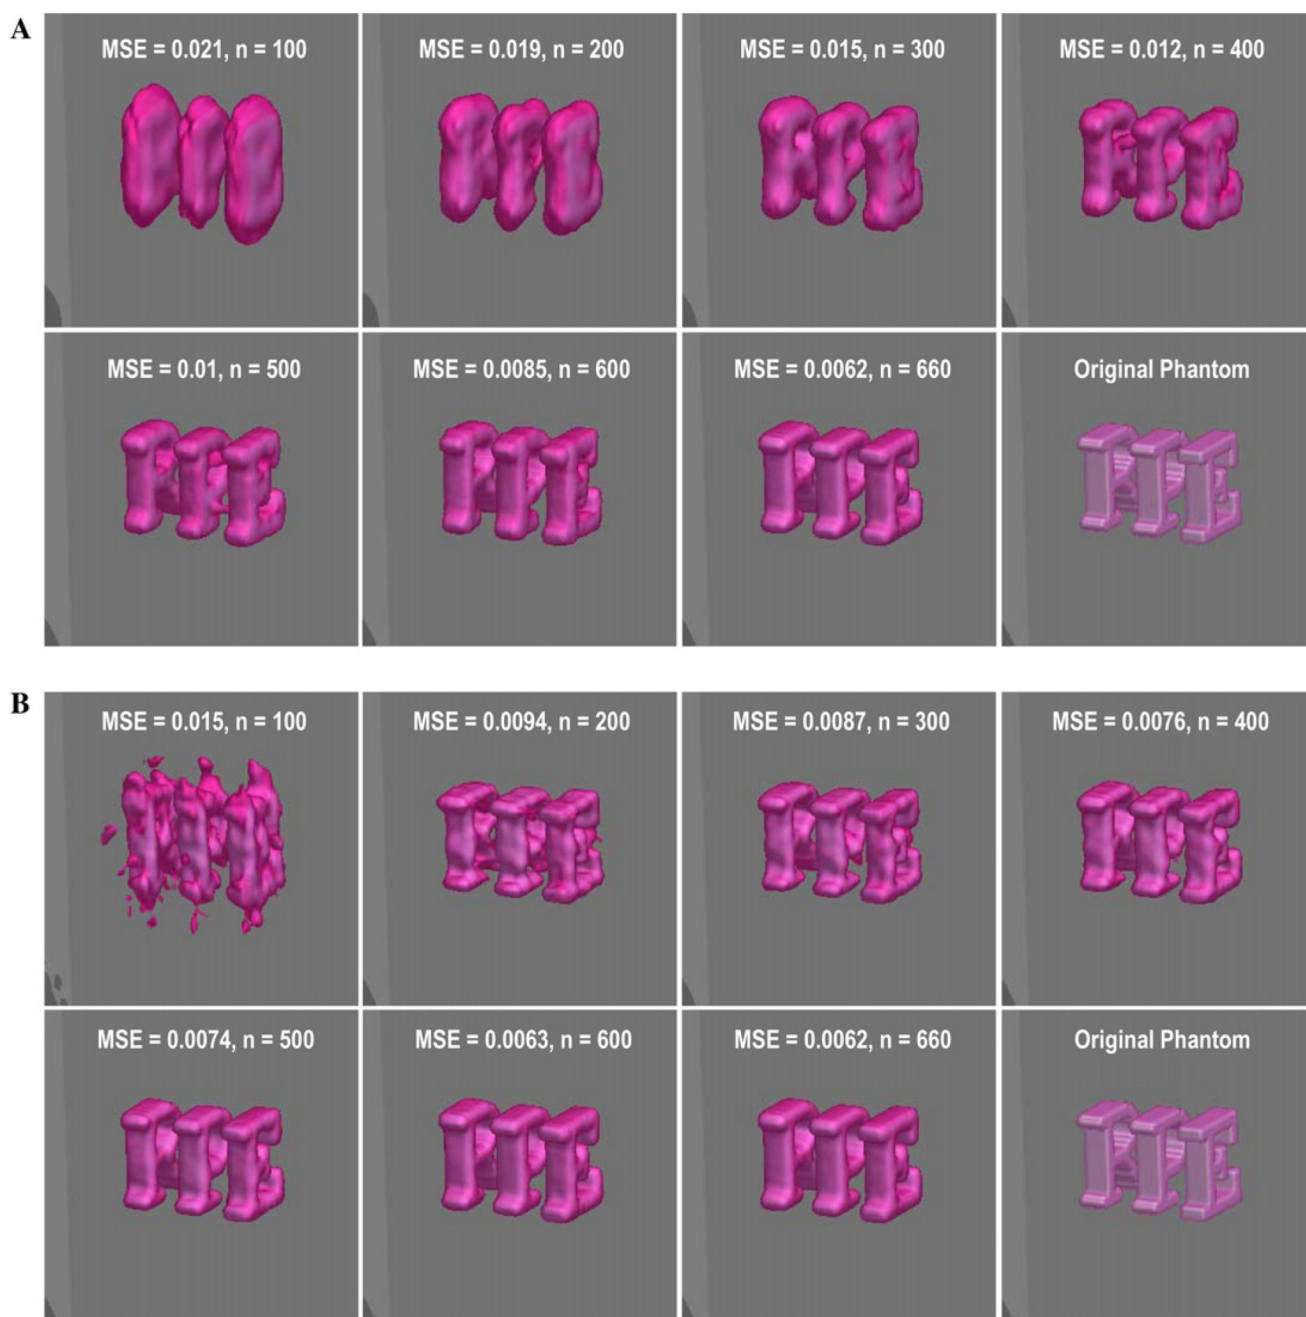 A
MSE = 0.021, n = 100
MSE = 0.019, n = 200
MSE = 0.015, n = 300
MSE = 0.012, n = 400
MSE = 0.01, n = 500
MSE = 0.0085, n = 600
MSE = 0.0062, n = 660
Original Phantom
B
MSE = 0.015, n = 100
MSE = 0.0094, n = 200
MSE = 0.0087, n = 300
MSE = 0.0076, n = 400
MSE = 0.0074, n = 500
MSE = 0.0063, n = 600
MSE = 0.0062, n = 660
Original Phantom